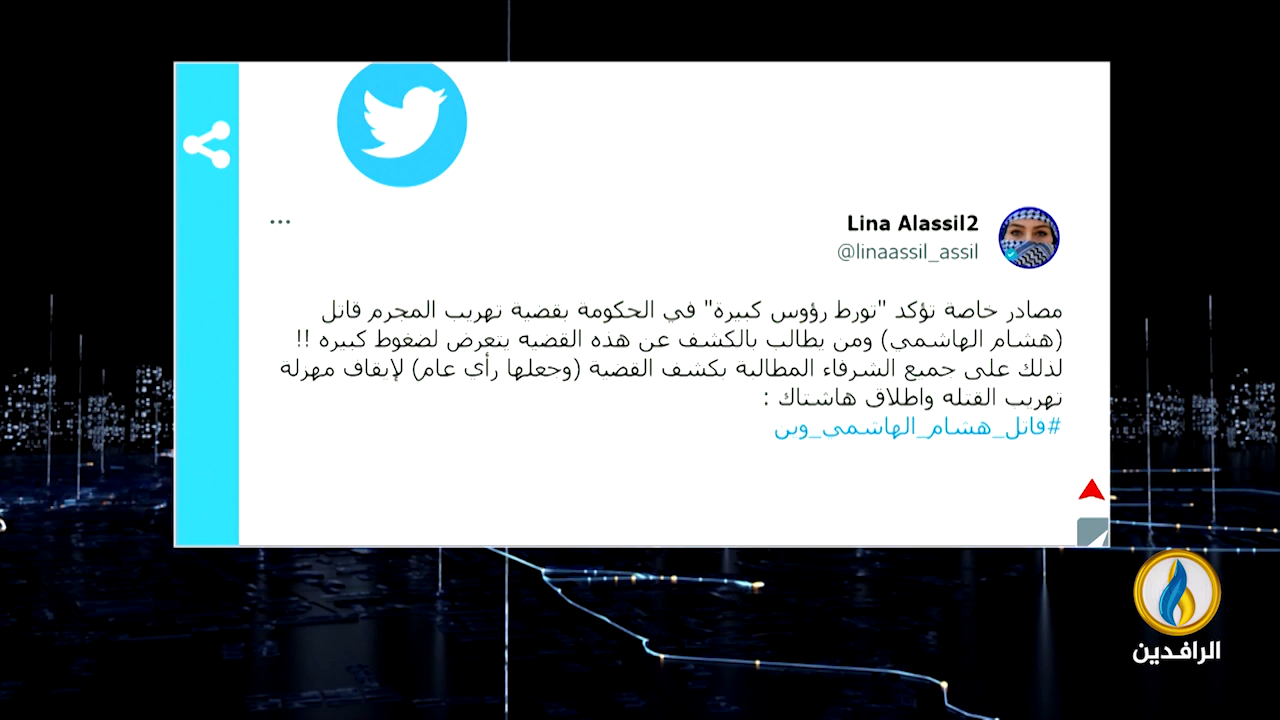 Lina Alassil2
@linaassil_assil
مصادر خاصة تؤكد "تورط رؤوس كبيرة" في الحكومة بقضية تهريب المجرم قاتل
(هشام الهاشمي) ومن يطالب بالكشف عن هذه القضيه يتعرض لضغوط كبيره !!
لذلك على جميع الشرفاء المطالبة بكشف القضية (وجعلها رأي عام) لإيقاف مهزلة
تهريب القتله واطلاق هاشتاك :
#قاتل_هشام_الهاشمي_وين
الرافدين